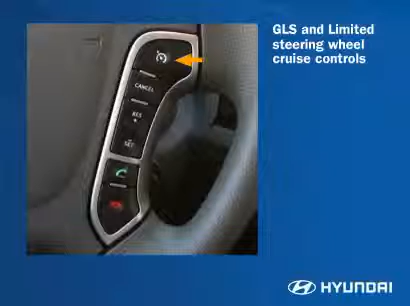 GLS and Limited
steering wheel
cruise controls
CANCEL
RES
+
−
SET
HYUNDAI